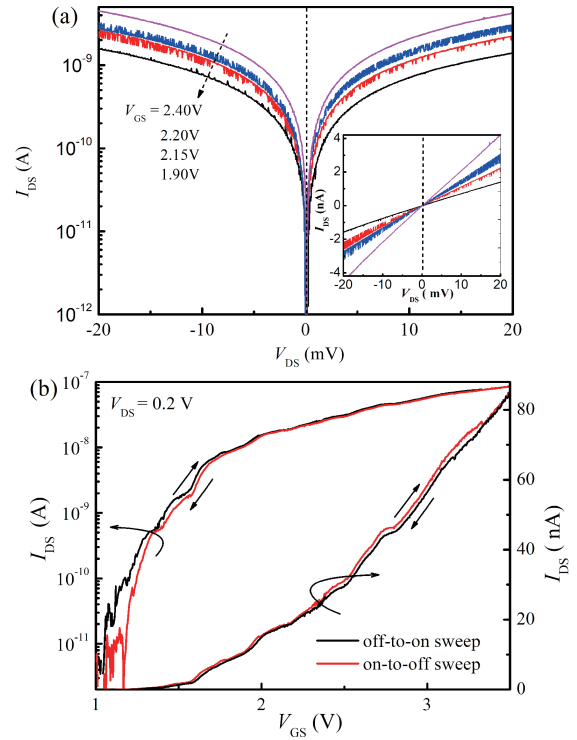 (a)
10⁻⁹
10⁻¹⁰
10⁻¹¹
10⁻¹²
I_DS (A)
V_GS = 2.40V
2.20V
2.15V
1.90V
4
2
0
-2
-4
I_DS (nA)
-20 -10 0 10 20
V_DS ( mV)
-20 -10 0 10 20
V_DS (mV)
(b)
V_DS = 0.2 V
10⁻⁷
10⁻⁸
10⁻⁹
10⁻¹⁰
10⁻¹¹
I_DS (A)
80
60
40
20
0
I_DS (nA)
off-to-on sweep
on-to-off sweep
1 2 3
V_GS (V)